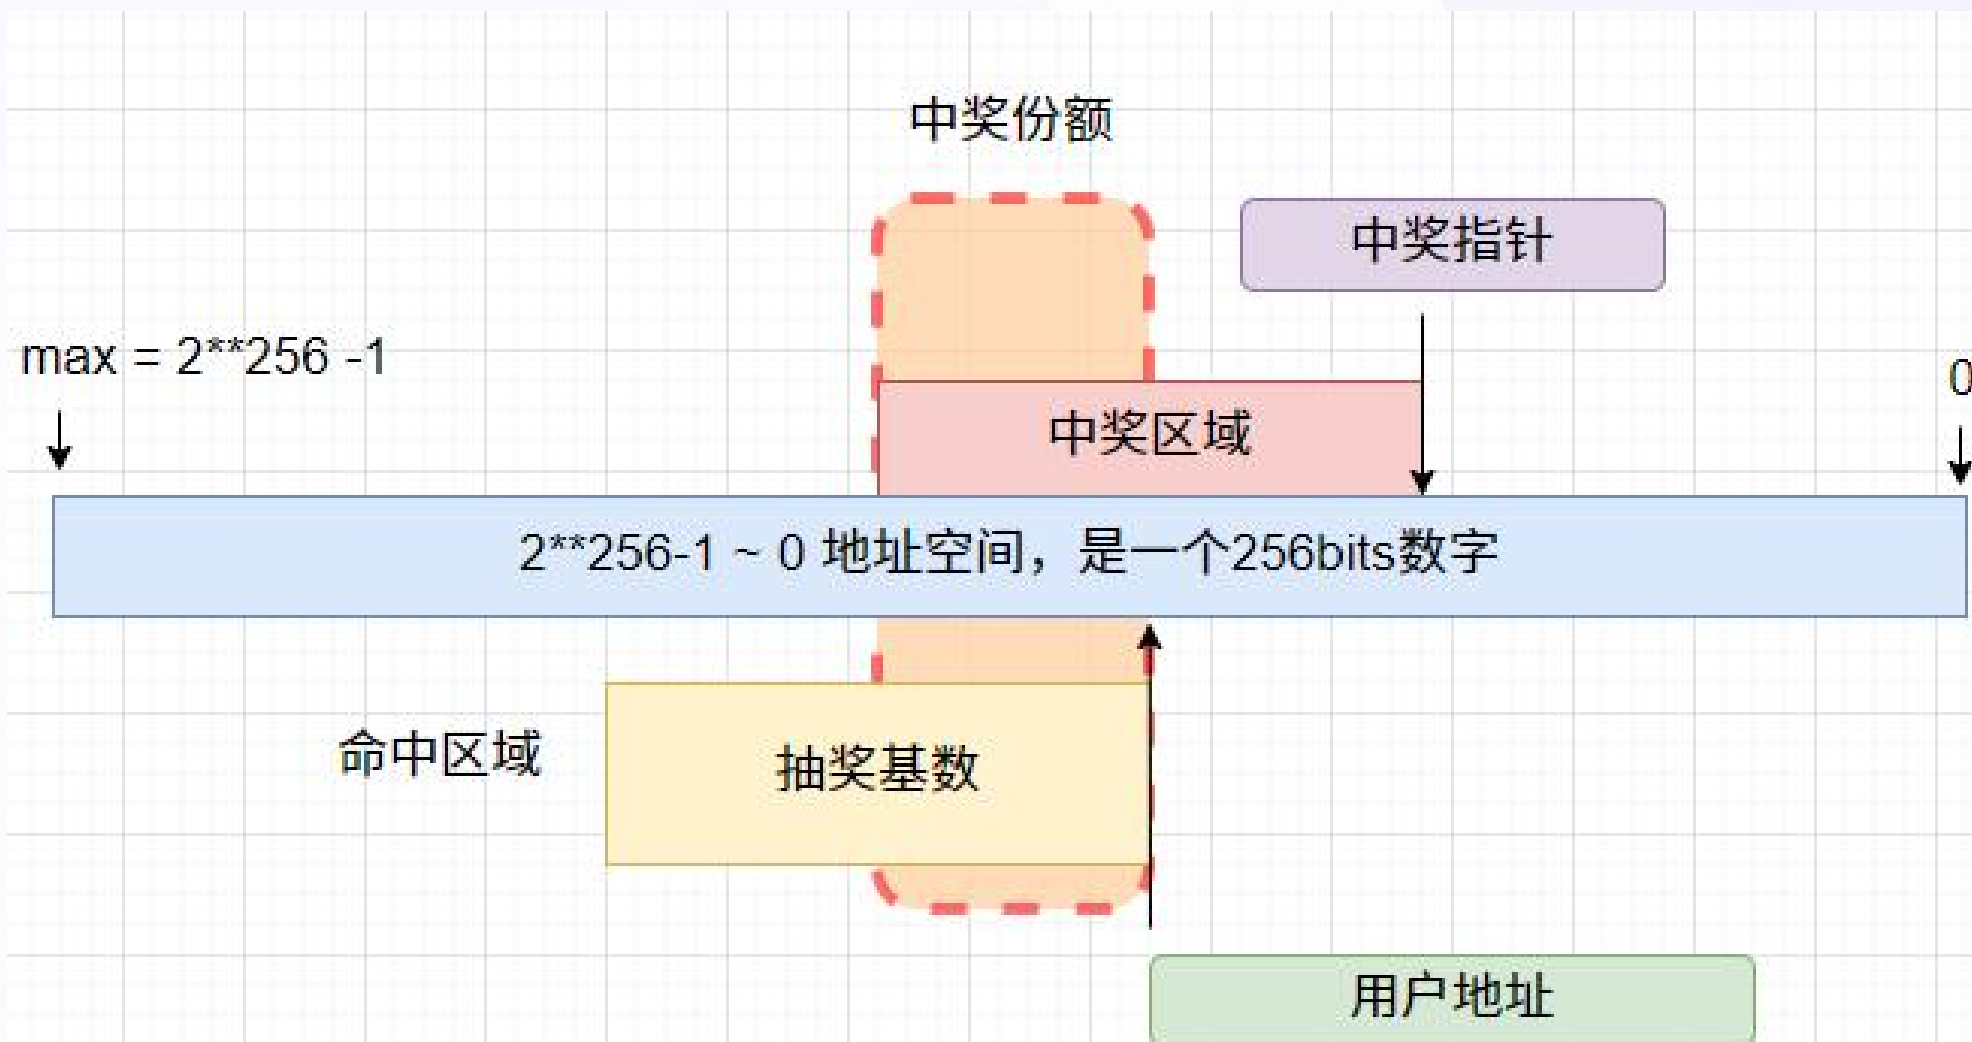 中奖份额
中奖指针
max = 2**256 -1
0
中奖区域
2**256-1 ~ 0 地址空间，是一个256bits数字
命中区域
抽奖基数
用户地址